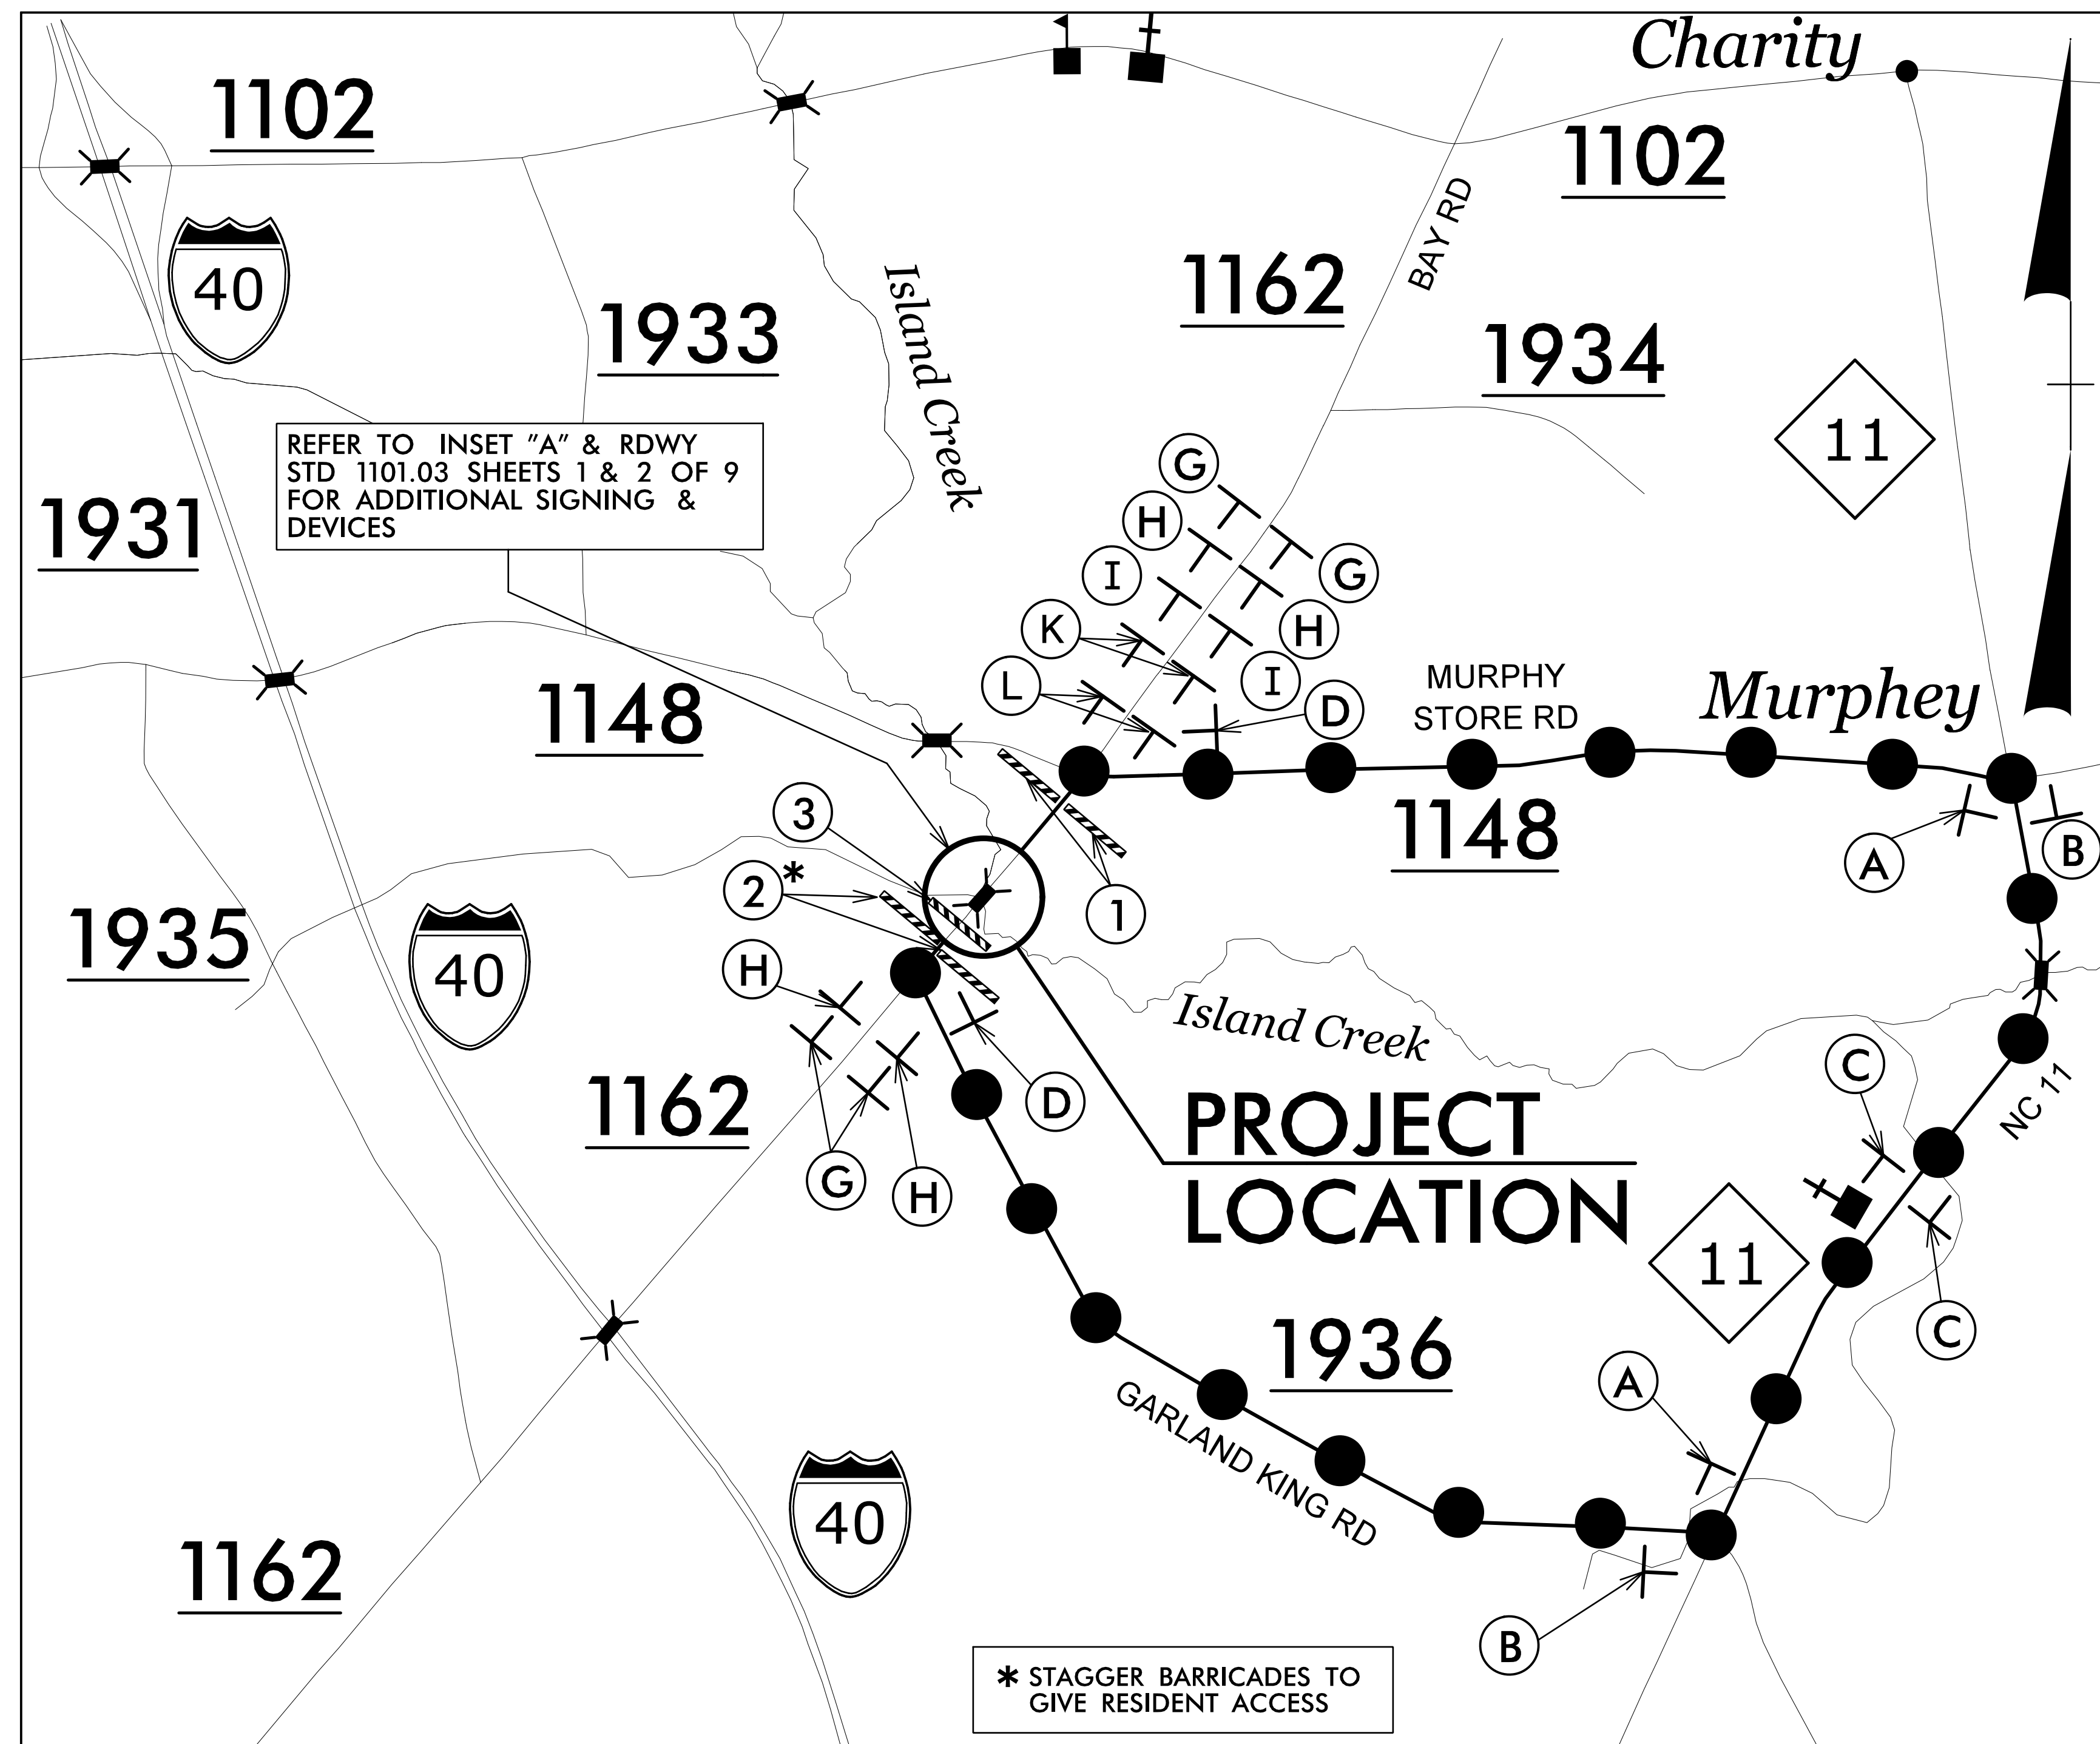 Charity
1102
1102
BAY RD
40
1162
1933
Island Creek
1934
11
REFER TO INSET "A" & RDWY
STD 1101.03 SHEETS 1 & 2 OF 9
FOR ADDITIONAL SIGNING &
DEVICES
1931
G
H
G
I
K
H
L
I
D
MURPHY
STORE RD
Murphey
1148
3
1148
A
B
2*
1
1935
40
H
Island Creek
C
NC 11
1162
D
PROJECT
LOCATION
G
H
11
C
1936
A
GARLAND KING RD
40
1162
B
* STAGGER BARRICADES TO
GIVE RESIDENT ACCESS